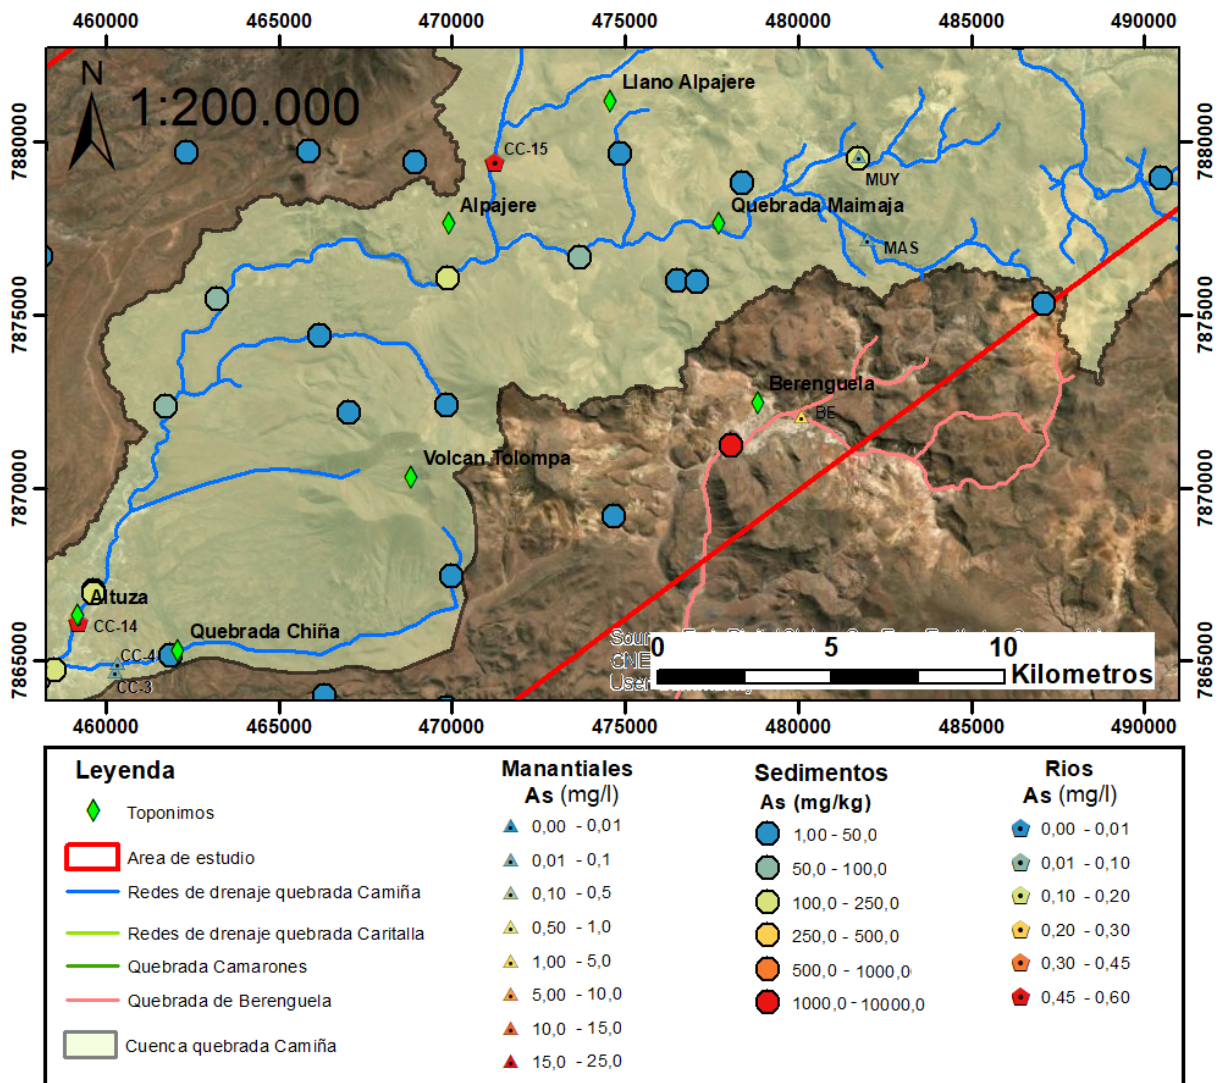 460000 465000 470000 475000 480000 485000 490000
N
1:200.000
7880000 7880000
7875000 7875000
7870000 7870000
7865000 7865000
Llano Alpajere
CC-15
MUY
Alpajere
Quebrada Maimaja
MAS
Berenguela
BE
Volcan Tolompa
Altuza
CC-14
Quebrada Chiña
CC-4
CC-3
0 5 10
Kilometros
460000 465000 470000 475000 480000 485000 490000
Leyenda
Toponimos
Area de estudio
Redes de drenaje quebrada Camiña
Redes de drenaje quebrada Caritalla
Quebrada Camarones
Quebrada de Berenguela
Cuenca quebrada Camiña
Manantiales
As (mg/l)
0,00 - 0,01
0,01 - 0,1
0,10 - 0,5
0,50 - 1,0
1,00 - 5,0
5,00 - 10,0
10,0 - 15,0
15,0 - 25,0
Sedimentos
As (mg/kg)
1,00 - 50,0
50,0 - 100,0
100,0 - 250,0
250,0 - 500,0
500,0 - 1000,0
1000,0 - 10000,0
Rios
As (mg/l)
0,00 - 0,01
0,01 - 0,10
0,10 - 0,20
0,20 - 0,30
0,30 - 0,45
0,45 - 0,60